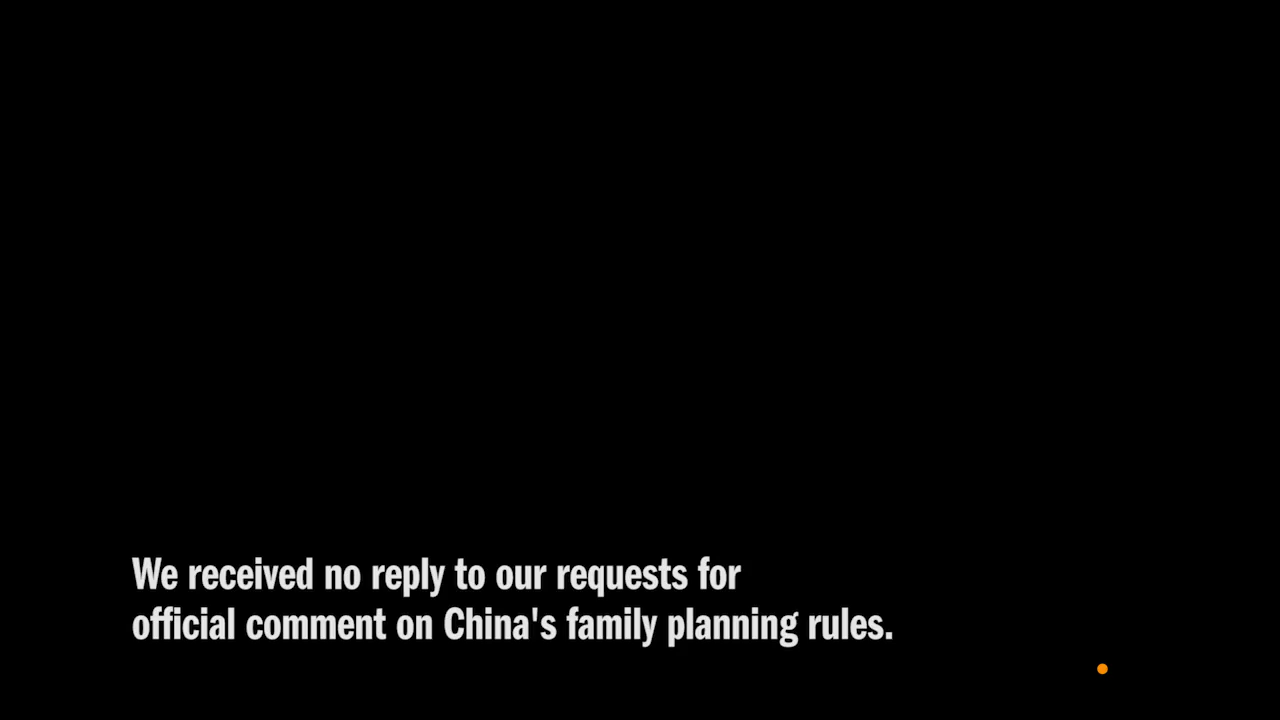 We received no reply to our requests for
official comment on China's family planning rules.